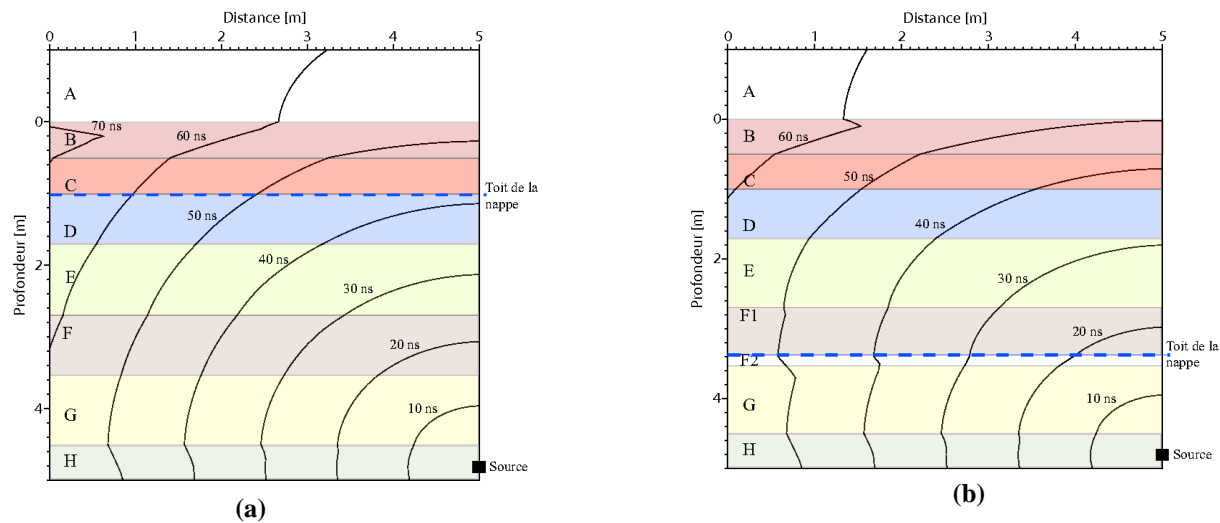 Distance [m]
0 1 2 3 4 5
Profondeur [m]
0
2
4
A
B
C
D
E
F
G
H
70 ns
60 ns
50 ns
40 ns
30 ns
20 ns
10 ns
Toit de la
nappe
Source
(a)
Distance [m]
0 1 2 3 4 5
Profondeur [m]
0
2
4
A
B
C
D
E
F1
F2
G
H
60 ns
50 ns
40 ns
30 ns
20 ns
10 ns
Toit de la
nappe
Source
(b)